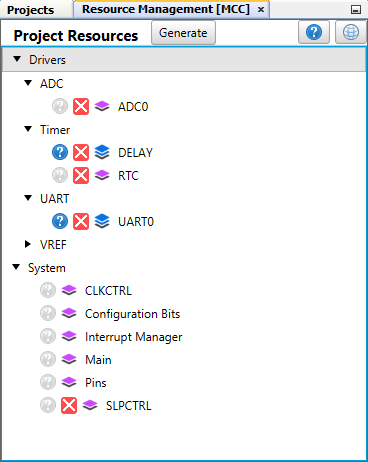 Projects Resource Management [MCC] ×
Project Resources Generate ?
Drivers
ADC
? ADC0
Timer
? DELAY
? RTC
UART
? UART0
VREF
System
? CLKCTRL
? Configuration Bits
? Interrupt Manager
? Main
? Pins
? SLPCTRL